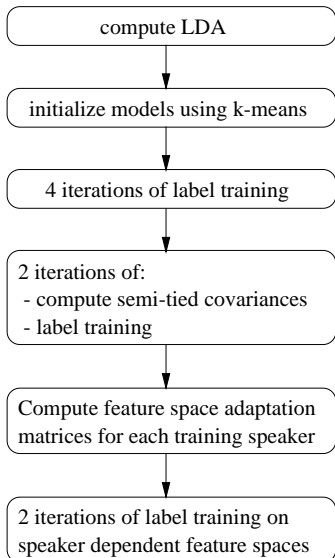 compute LDA
initialize models using k-means
4 iterations of label training
2 iterations of:
- compute semi-tied covariances
- label training
Compute feature space adaptation
matrices for each training speaker
2 iterations of label training on
speaker dependent feature spaces